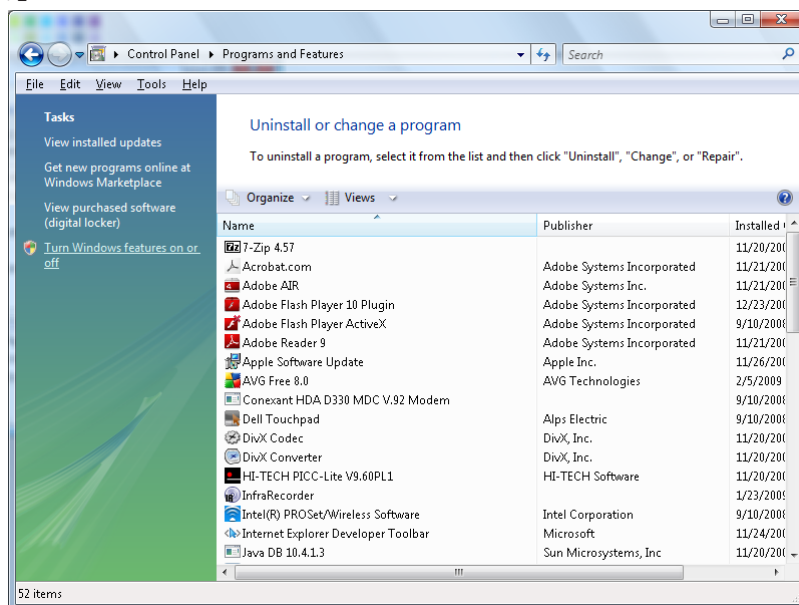 Control Panel ▸ Programs and Features
Search
File Edit View Tools Help
Tasks
View installed updates
Get new programs online at
Windows Marketplace
View purchased software
(digital locker)
Turn Windows features on or
off
Uninstall or change a program
To uninstall a program, select it from the list and then click "Uninstall", "Change", or "Repair".
Organize Views
Name Publisher Installed
7-Zip 4.57 11/20/200
Acrobat.com Adobe Systems Incorporated 11/21/200
Adobe AIR Adobe Systems Inc. 11/21/200
Adobe Flash Player 10 Plugin Adobe Systems Incorporated 12/23/200
Adobe Flash Player ActiveX Adobe Systems Incorporated 9/10/2008
Adobe Reader 9 Adobe Systems Incorporated 11/21/200
Apple Software Update Apple Inc. 11/26/200
AVG Free 8.0 AVG Technologies 2/5/2009
Conexant HDA D330 MDC V.92 Modem 9/10/2008
Dell Touchpad Alps Electric 9/10/2008
DivX Codec DivX, Inc. 11/20/200
DivX Converter DivX, Inc. 11/20/200
HI-TECH PICC-Lite V9.60PL1 HI-TECH Software 11/20/200
InfraRecorder 1/23/2009
Intel(R) PROSet/Wireless Software Intel Corporation 9/10/2008
Internet Explorer Developer Toolbar Microsoft 11/24/200
Java DB 10.4.1.3 Sun Microsystems, Inc 11/20/200
52 items